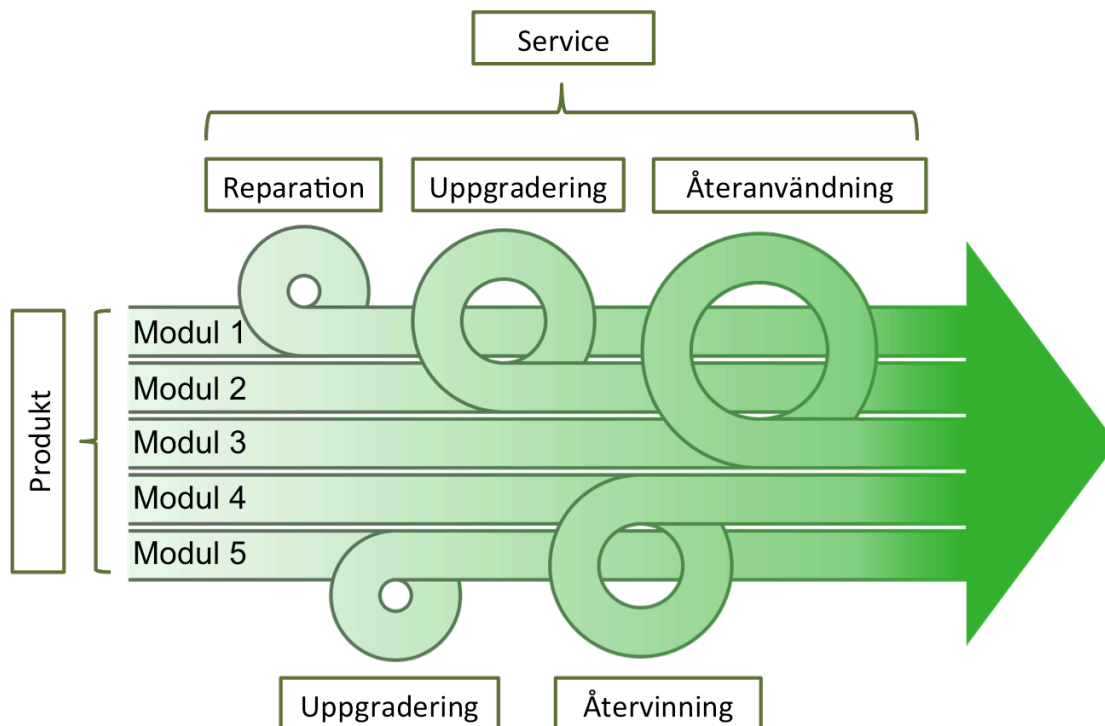 Service
Reparation
Uppgradering
Återanvändning
Produkt
Modul 1
Modul 2
Modul 3
Modul 4
Modul 5
Uppgradering
Återvinning